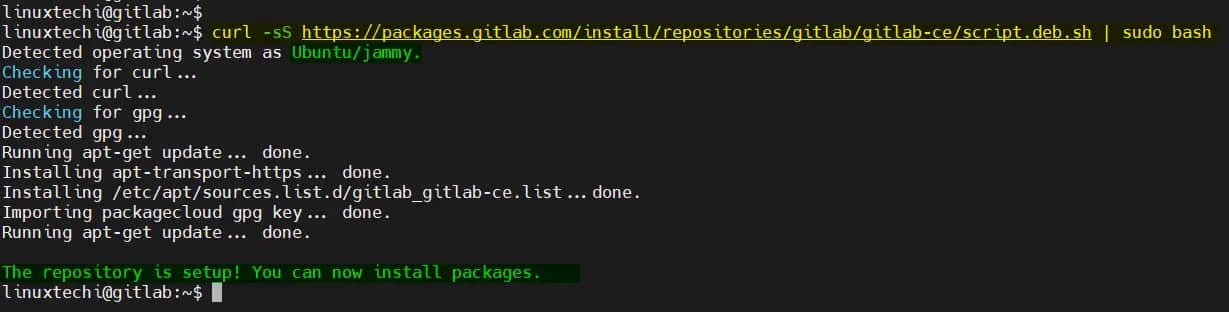 linuxtechi@gitlab:~$
linuxtechi@gitlab:~$ curl -sS https://packages.gitlab.com/install/repositories/gitlab/gitlab-ce/script.deb.sh | sudo bash
Detected operating system as Ubuntu/jammy.
Checking for curl...
Detected curl...
Checking for gpg...
Detected gpg...
Running apt-get update... done.
Installing apt-transport-https... done.
Installing /etc/apt/sources.list.d/gitlab_gitlab-ce.list...done.
Importing packagecloud gpg key... done.
Running apt-get update... done.
The repository is setup! You can now install packages.
linuxtechi@gitlab:~$